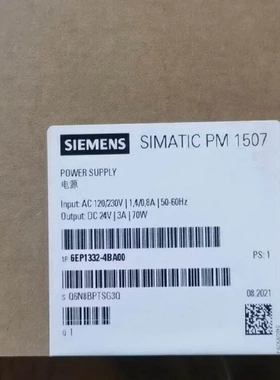 SIEMENS SIMATIC PM 1507
POWER SUPPLY
电源
Input: AC 120/230V | 1,4/0,8A | 50-60Hz
Output: DC 24V | 3A | 70W
1P 6EP1332-4BA00 PS: 1
S Q6N8BPTSG3Q 08.2021
Q 1